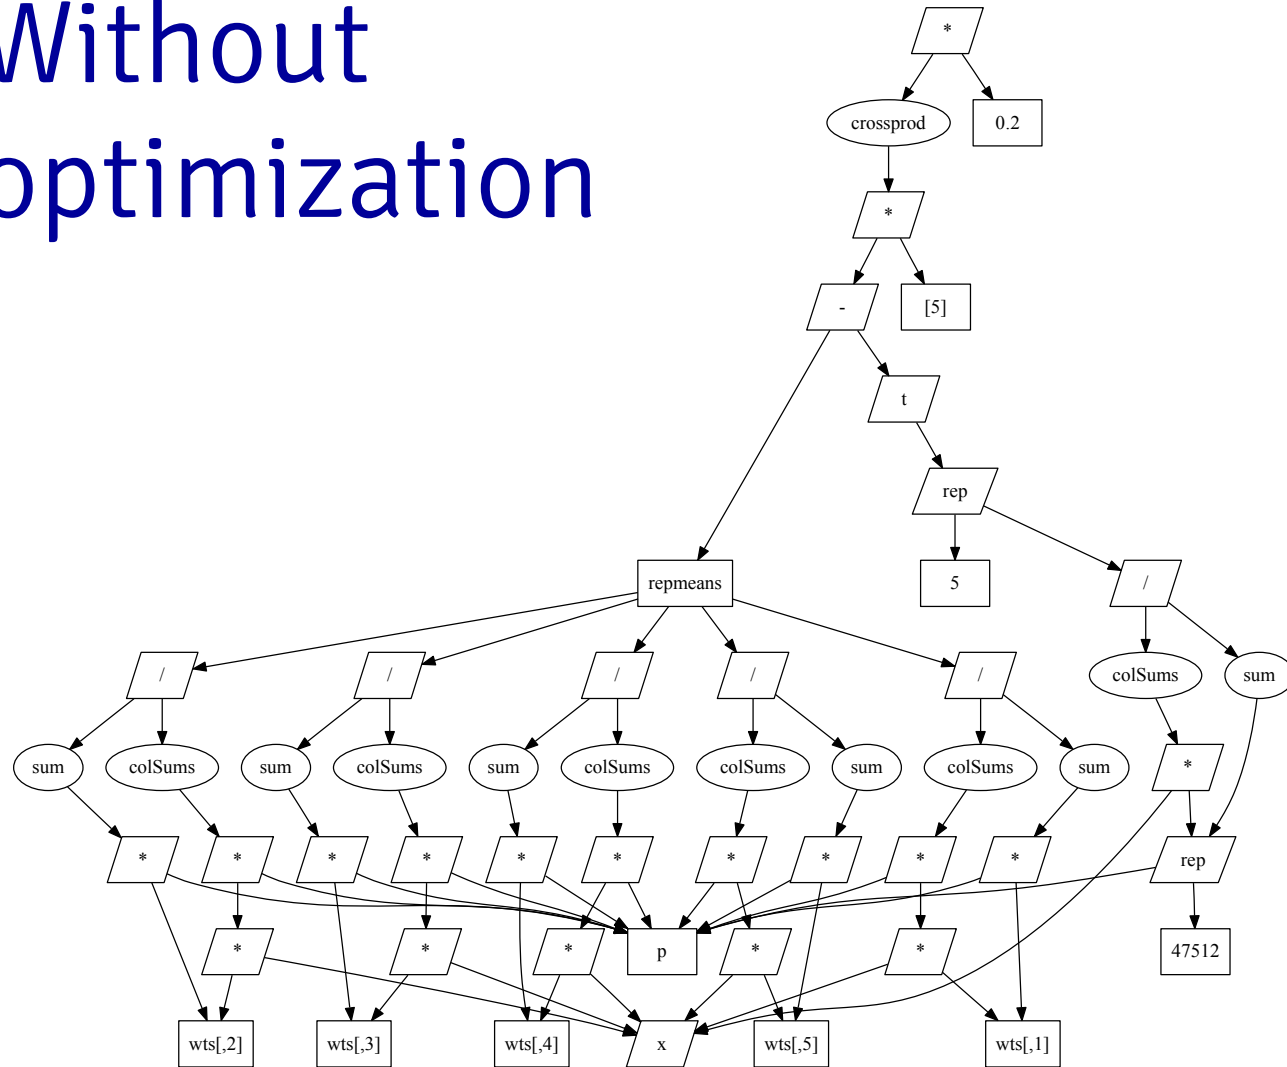 Without
optimization
*
crossprod 0.2
*
- [5]
t
rep
repmeans 5 /
/ / / / / colSums sum
sum colSums sum colSums sum colSums colSums sum colSums sum *
* * * * * * * * * * rep
* * * p * * 47512
wts[,2] wts[,3] wts[,4] x wts[,5] wts[,1]